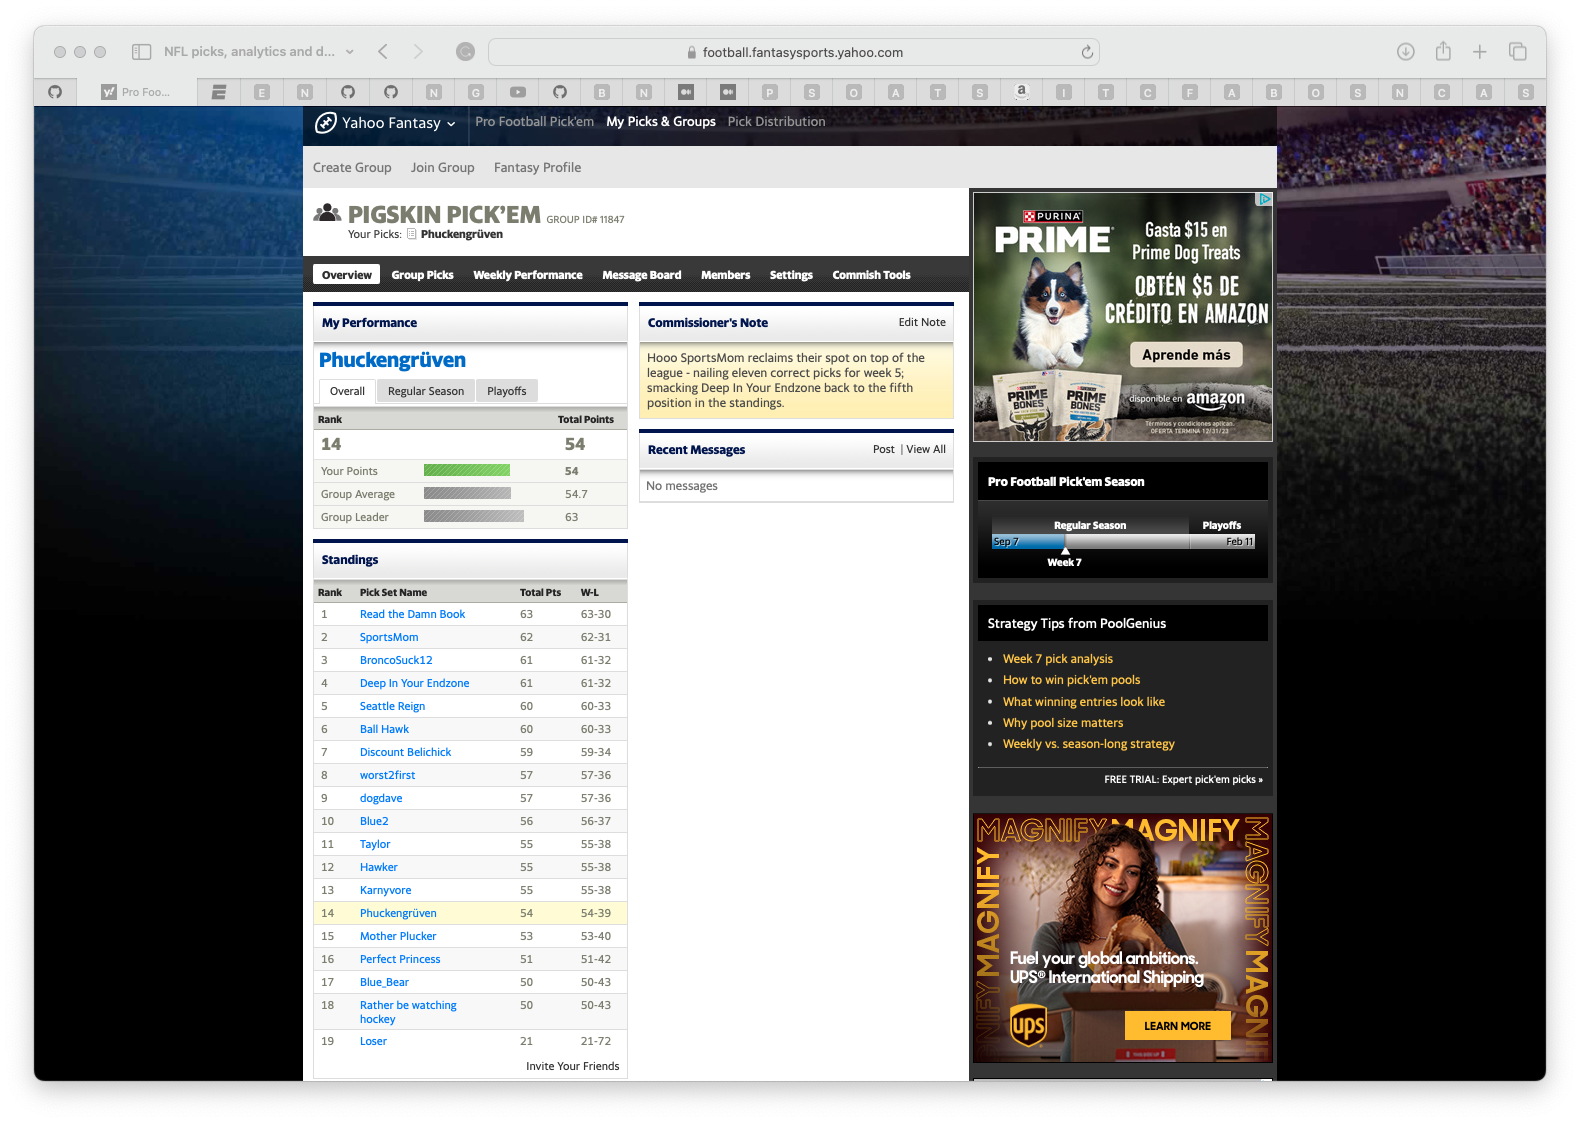 NFL picks, analytics and d...
football.fantasysports.yahoo.com
Pro Foo...
E
N
N
G
B
N
P
S
O
A
T
S
a
I
T
C
F
A
B
O
S
N
C
A
S
Yahoo Fantasy
Pro Football Pick'em
My Picks & Groups
Pick Distribution
Create Group
Join Group
Fantasy Profile
PIGSKIN PICK'EM GROUP ID# 11847
Your Picks: Phuckengrüven
Overview
Group Picks
Weekly Performance
Message Board
Members
Settings
Commish Tools
My Performance
Phuckengrüven
Overall
Regular Season
Playoffs
Rank Total Points
14 54
Your Points 54
Group Average 54.7
Group Leader 63
Standings
Rank Pick Set Name Total Pts W-L
1 Read the Damn Book 63 63-30
2 SportsMom 62 62-31
3 BroncoSuck12 61 61-32
4 Deep In Your Endzone 61 61-32
5 Seattle Reign 60 60-33
6 Ball Hawk 60 60-33
7 Discount Belichick 59 59-34
8 worst2first 57 57-36
9 dogdave 57 57-36
10 Blue2 56 56-37
11 Taylor 55 55-38
12 Hawker 55 55-38
13 Karnyvore 55 55-38
14 Phuckengrüven 54 54-39
15 Mother Plucker 53 53-40
16 Perfect Princess 51 51-42
17 Blue_Bear 50 50-43
18 Rather be watching 50 50-43
hockey
19 Loser 21 21-72
Invite Your Friends
Commissioner's Note
Edit Note
Hooo SportsMom reclaims their spot on top of the
league - nailing eleven correct picks for week 5;
smacking Deep In Your Endzone back to the fifth
position in the standings.
Recent Messages
Post | View All
No messages
PURINA
PRIME
Gasta $15 en
Prime Dog Treats
OBTÉN $5 DE
CRÉDITO EN AMAZON
Aprende más
PURINA
PRIME
BONES
PURINA
PRIME
BONES
disponible en amazon
Términos y condiciones aplican.
OFERTA TERMINA 12/31/23
Pro Football Pick'em Season
Regular Season
Playoffs
Sep 7
Feb 11
Week 7
Strategy Tips from PoolGenius
Week 7 pick analysis
How to win pick'em pools
What winning entries look like
Why pool size matters
Weekly vs. season-long strategy
FREE TRIAL: Expert pick'em picks »
MAGNIFY MAGNIFY
MAGNIFY MAGNIFY
NIFY MAGNIFY
Fuel your global ambitions.
UPS® International Shipping
ups
LEARN MORE
THIS SIDE UP